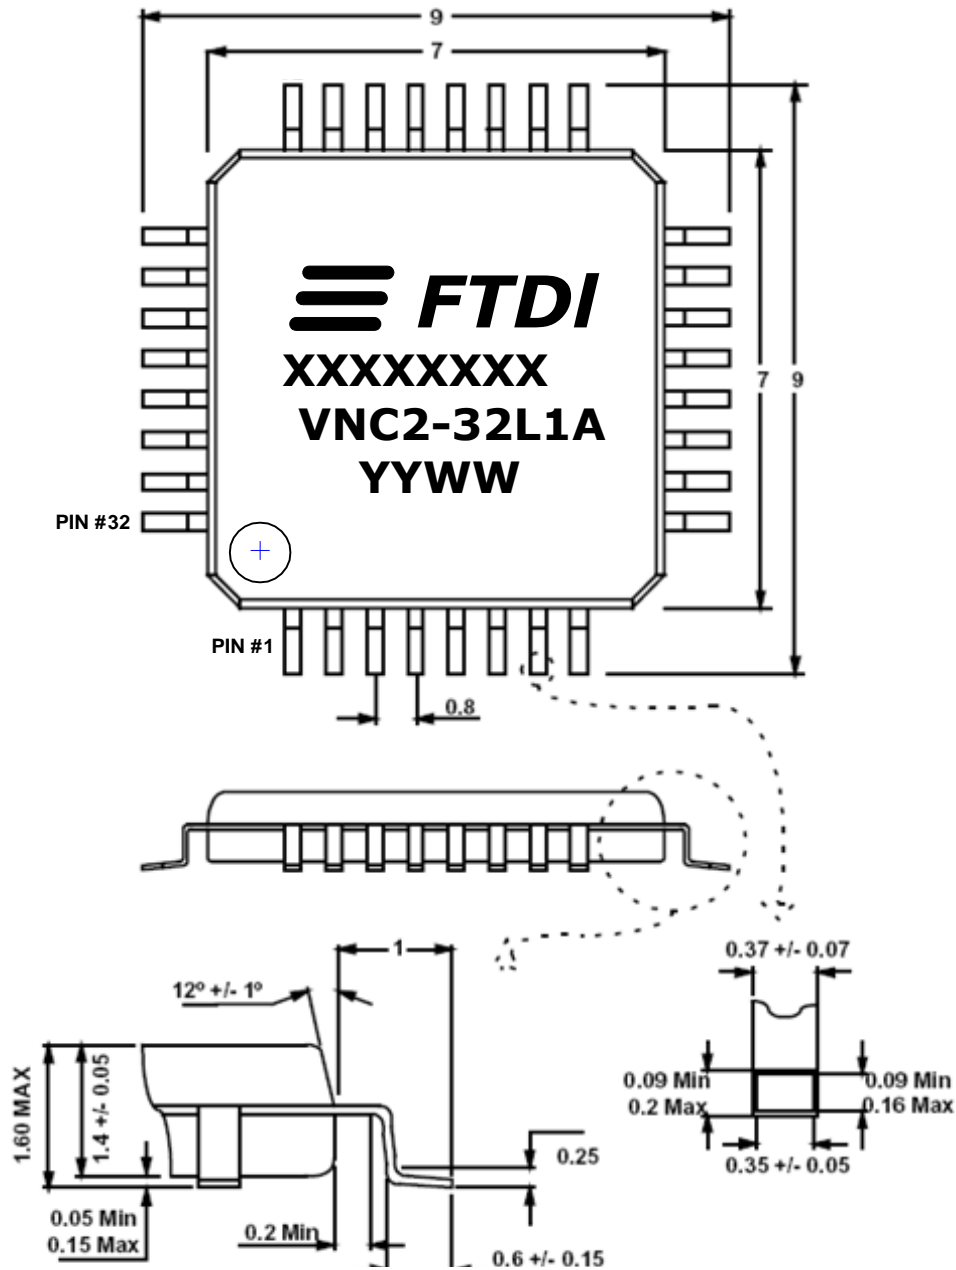 9
7
FTDI
XXXXXXXX
7 9
VNC2-32L1A
YYWW
PIN #32
PIN #1
0.8
1
0.37 +/- 0.07
12º +/- 1º
1.60 MAX
1.4 +/- 0.05
0.09 Min
0.2 Max
0.09 Min
0.16 Max
0.25
0.35 +/- 0.05
0.05 Min
0.15 Max
0.2 Min
0.6 +/- 0.15